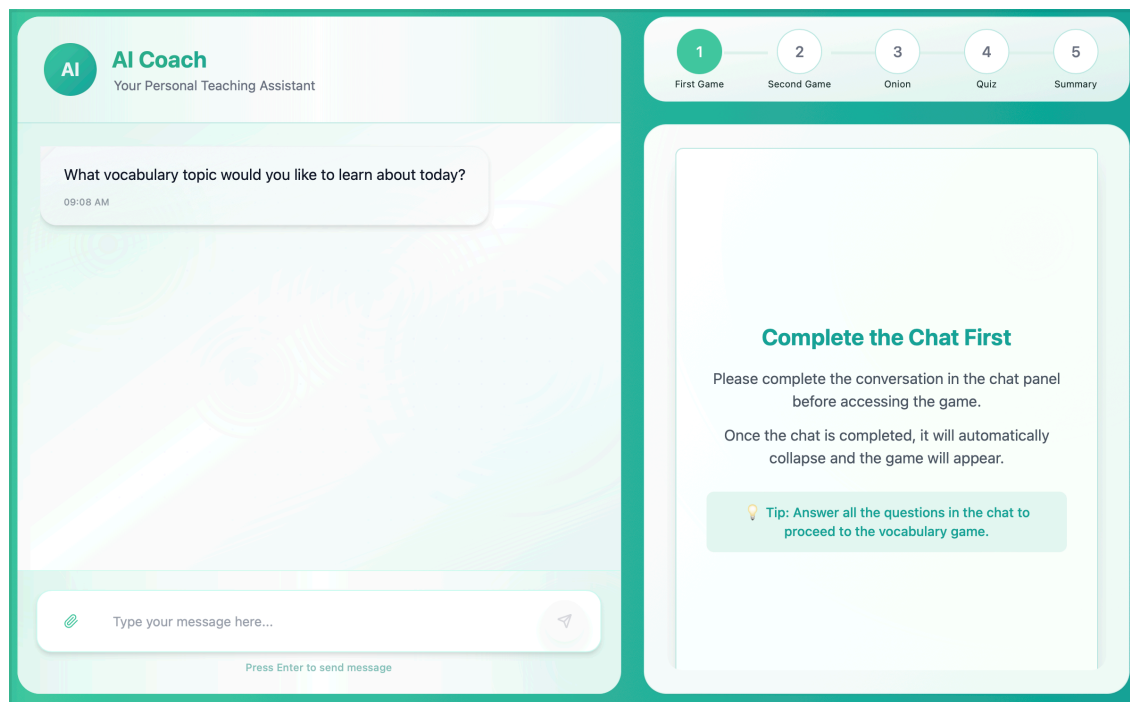 AI
AI Coach
Your Personal Teaching Assistant
What vocabulary topic would you like to learn about today?
09:08 AM
Type your message here...
Press Enter to send message
1
2
3
4
5
First Game
Second Game
Onion
Quiz
Summary
Complete the Chat First
Please complete the conversation in the chat panel
before accessing the game.
Once the chat is completed, it will automatically
collapse and the game will appear.
💡 Tip: Answer all the questions in the chat to
proceed to the vocabulary game.